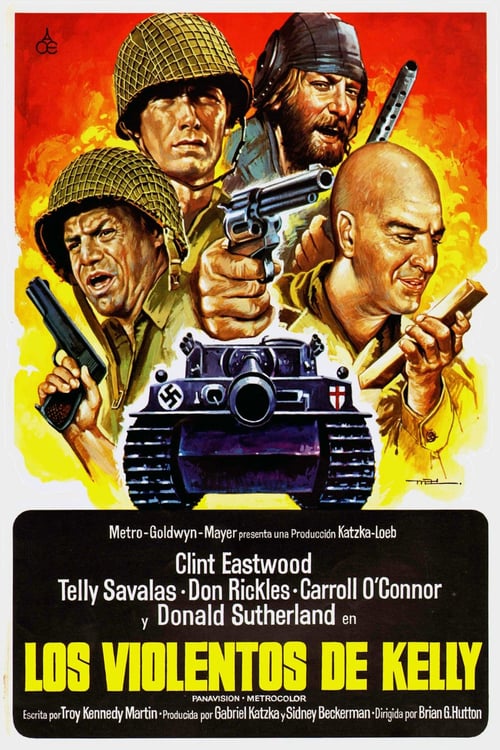 Metro-Goldwyn-Mayer presenta una Producción Katzka-Loeb
Clint Eastwood
Telly Savalas · Don Rickles · Carroll O'Connor
y Donald Sutherland en
LOS VIOLENTOS DE KELLY
PANAVISION · METROCOLOR
Escrita por Troy Kennedy Martin · Producida por Gabriel Katzka y Sidney Beckerman · Dirigida por Brian G. Hutton